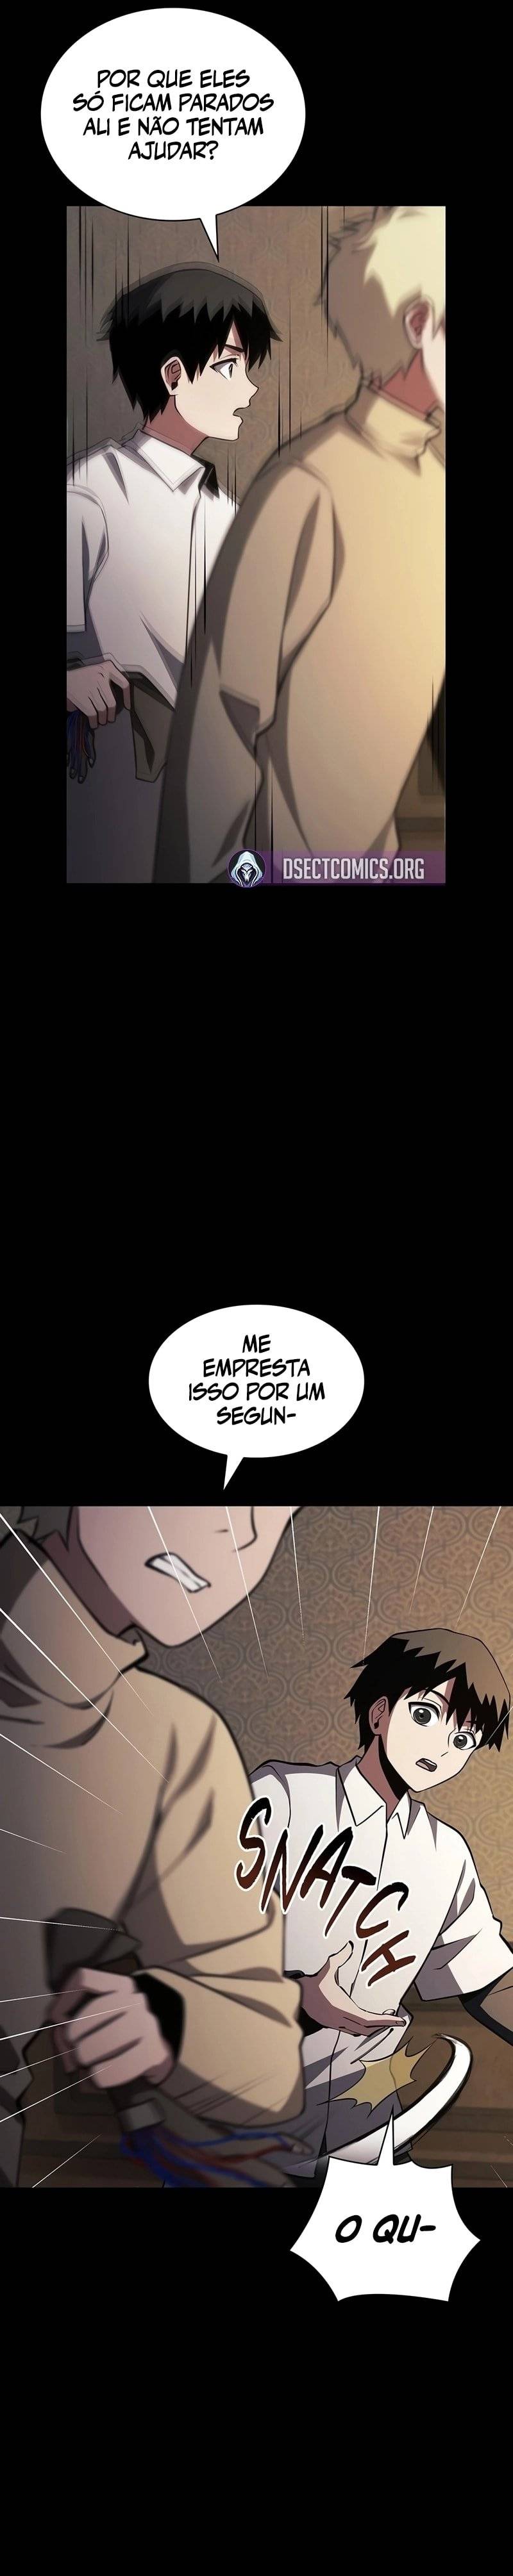 POR QUE ELES
SÓ FICAM PARADOS
ALI E NÃO TENTAM
AJUDAR?
DSECTCOMICS.ORG
ME
EMPRESTA
ISSO POR UM
SEGUN-
SNATCH
O QU-